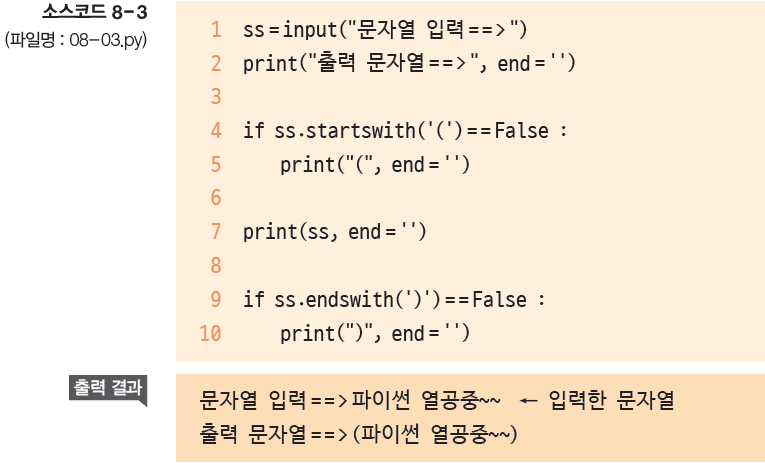 소스코드 8-3
(파일명 : 08-03.py)
1 ss=input("문자열 입력==>")
2 print("출력 문자열==>", end='')
3
4 if ss.startswith('(')==False :
5 print("(", end='')
6
7 print(ss, end='')
8
9 if ss.endswith(')')==False :
10 print(")", end='')
출력 결과
문자열 입력==>파이썬 열공중~~ ← 입력한 문자열
출력 문자열==>(파이썬 열공중~~)